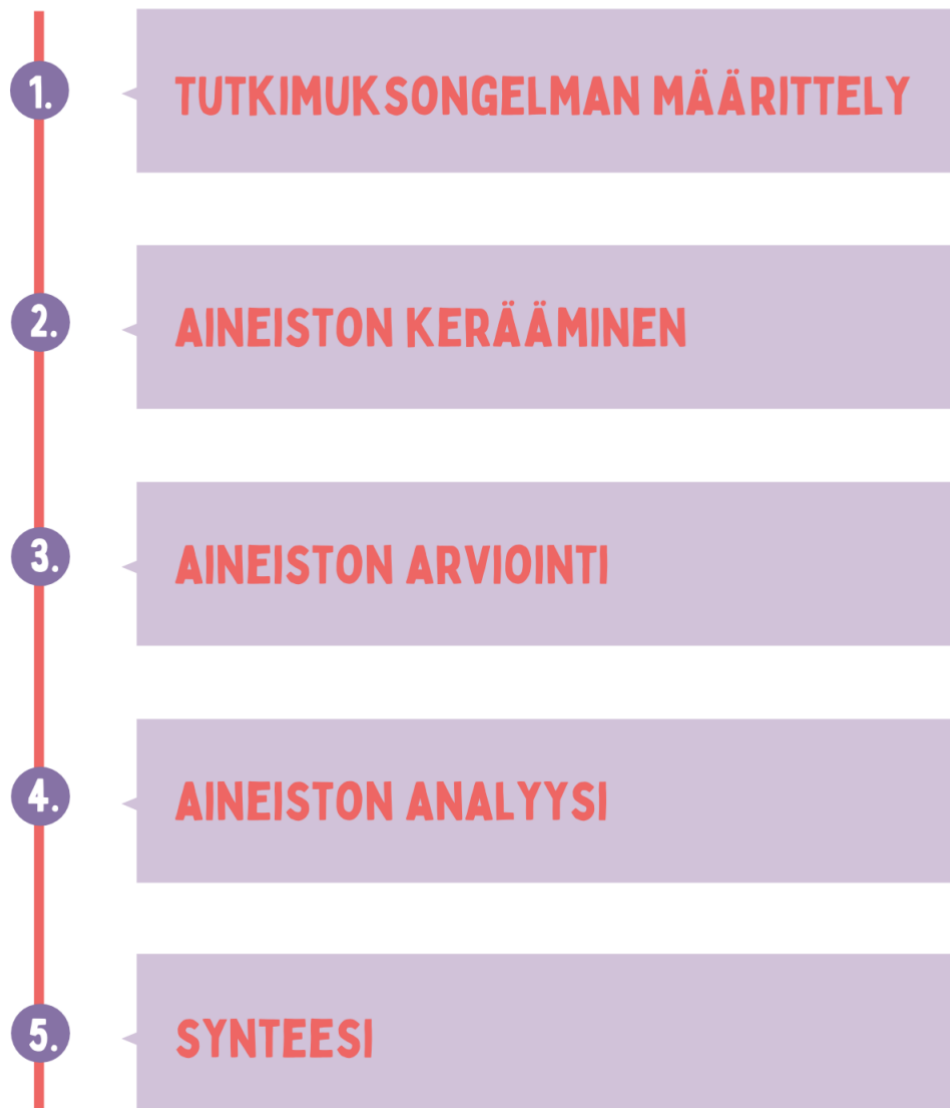 1.
TUTKIMUKSONGELMAN MÄÄRITTELY
2.
AINEISTON KERÄÄMINEN
3.
AINEISTON ARVIOINTI
4.
AINEISTON ANALYYSI
5.
SYNTEESI